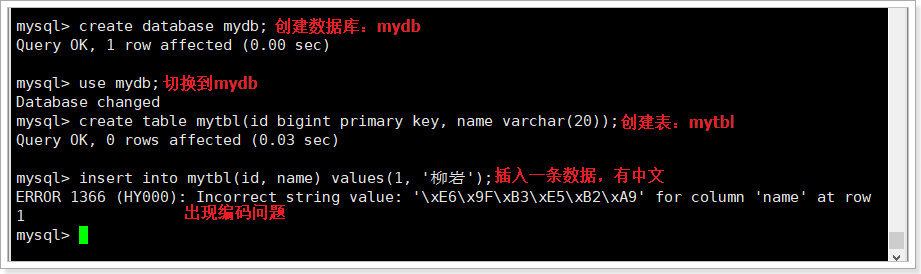 mysql> create database mydb; 创建数据库：mydb
Query OK, 1 row affected (0.00 sec)
mysql> use mydb; 切换到mydb
Database changed
mysql> create table mytbl(id bigint primary key, name varchar(20)); 创建表：mytbl
Query OK, 0 rows affected (0.03 sec)
mysql> insert into mytbl(id, name) values(1, '柳岩'); 插入一条数据，有中文
ERROR 1366 (HY000): Incorrect string value: '\xE6\x9F\xB3\xE5\xB2\xA9' for column 'name' at row
1 出现编码问题
mysql>